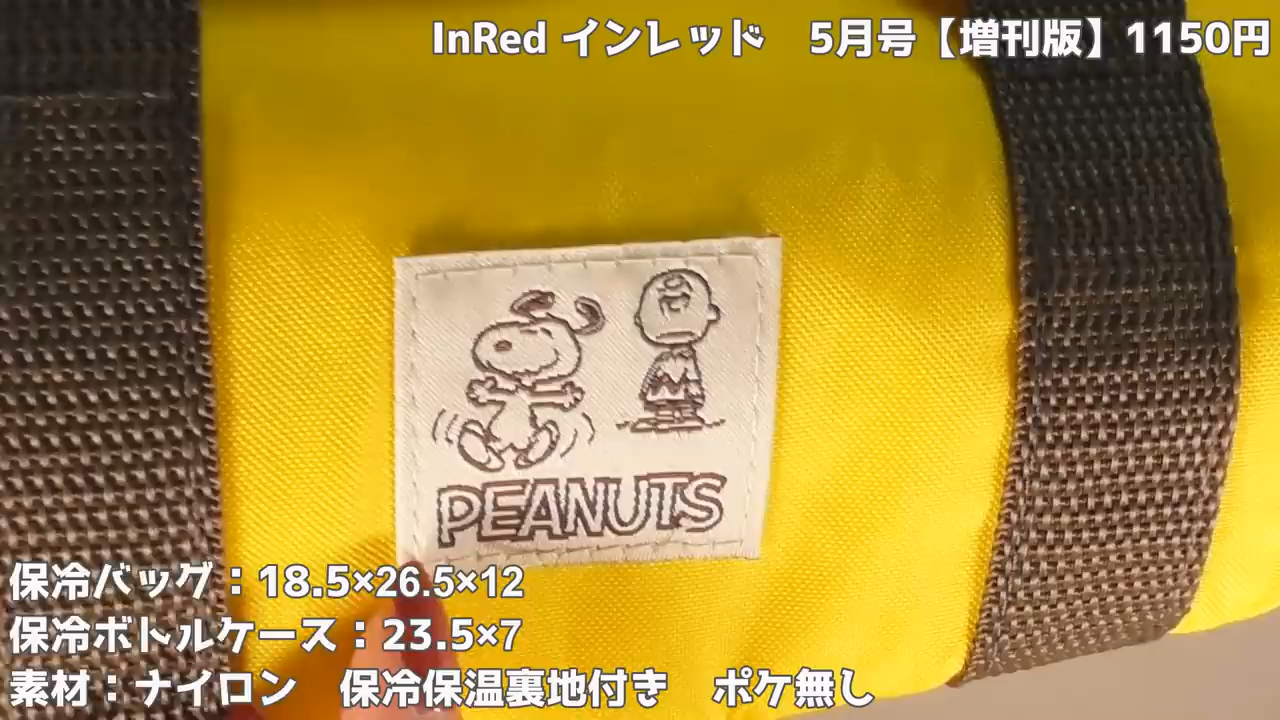 InRed インレッド　5月号【増刊版】1150円
PEANUTS
保冷バッグ：18.5×26.5×12
保冷ボトルケース：23.5×7
素材：ナイロン　保冷保温裏地付き　ポケ無し